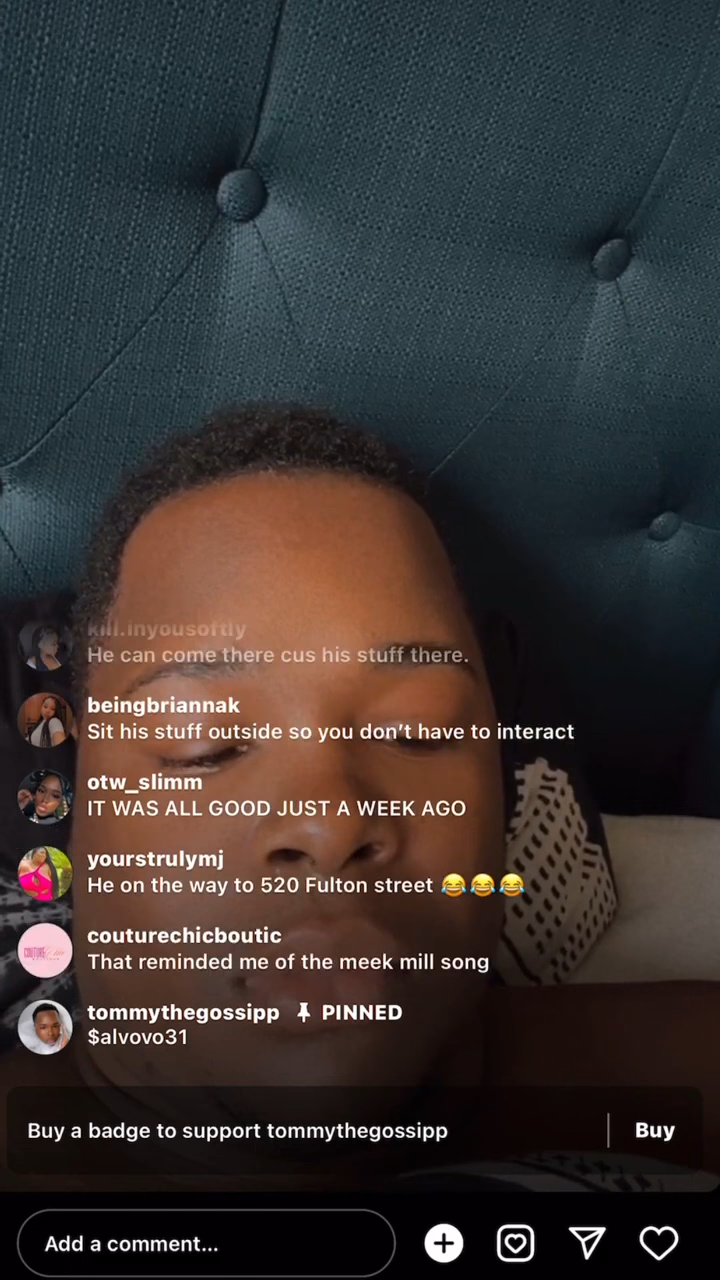 kill.inyousoftly
He can come there cus his stuff there.
beingbriannak
Sit his stuff outside so you don’t have to interact
otw_slimm
IT WAS ALL GOOD JUST A WEEK AGO
yourstrulymj
He on the way to 520 Fulton street 😂😂😂
couturechicboutic
That reminded me of the meek mill song
tommythegossipp PINNED
$alvovo31
Buy a badge to support tommythegossipp Buy
Add a comment...